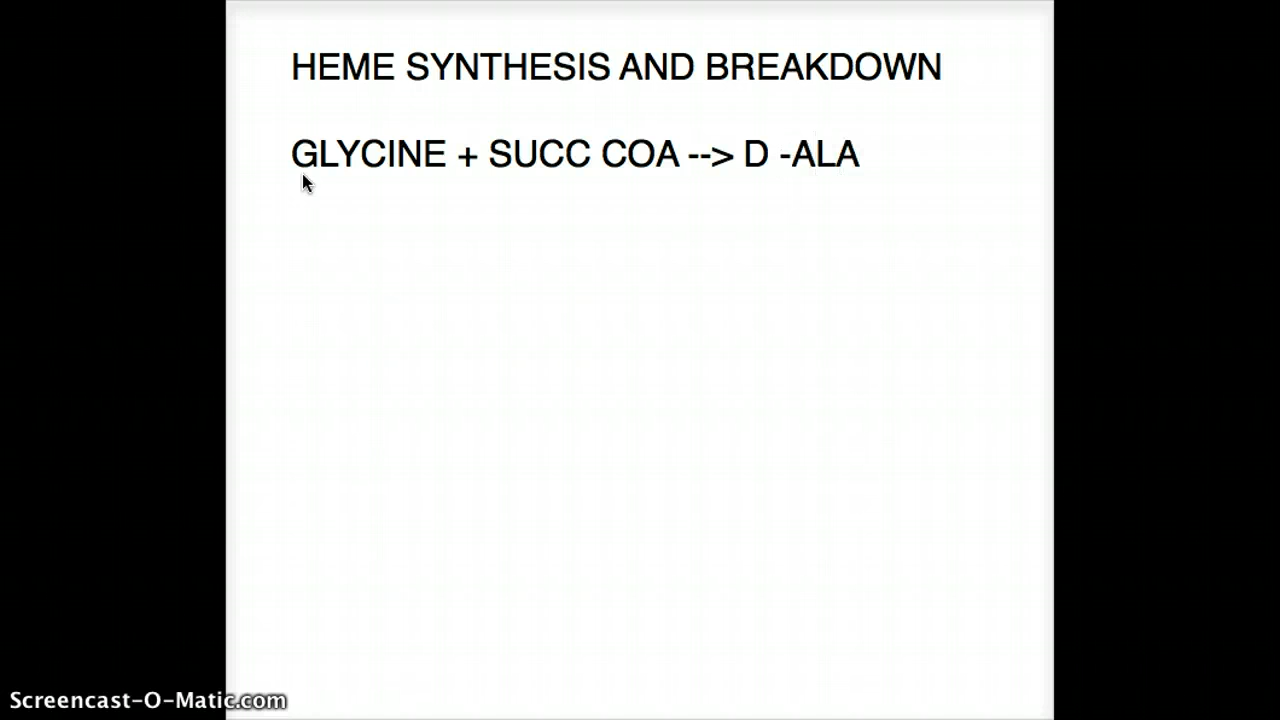 HEME SYNTHESIS AND BREAKDOWN
GLYCINE + SUCC COA --> D -ALA
Screencast-O-Matic.com